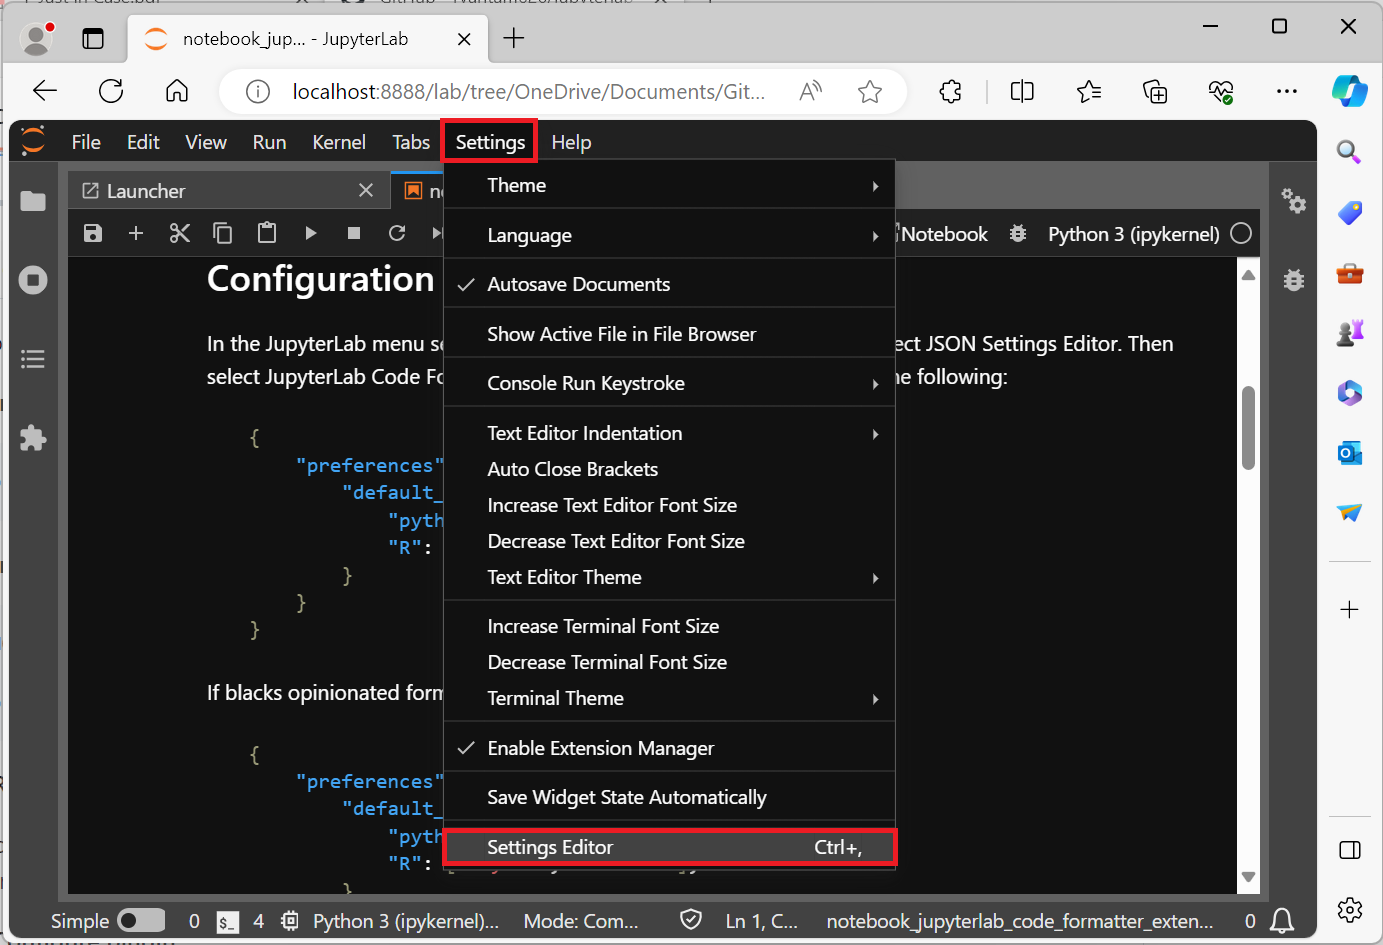 notebook_jup... - JupyterLab
localhost:8888/lab/tree/OneDrive/Documents/Git...
File Edit View Run Kernel Tabs Settings Help
Launcher
Theme
Notebook Python 3 (ipykernel)
Language
Configuration
Autosave Documents
Show Active File in File Browser
In the JupyterLab menu
ect JSON Settings Editor. Then
select JupyterLab Code
the following:
Console Run Keystroke
{
Text Editor Indentation
"preferences"
Auto Close Brackets
"default_
Increase Text Editor Font Size
"pyth
Decrease Text Editor Font Size
"R":
Text Editor Theme
}
}
}
Increase Terminal Font Size
Decrease Terminal Font Size
If blacks opinionated form
Terminal Theme
Enable Extension Manager
{
"preferences"
Save Widget State Automatically
"default_
"pyth
Settings Editor Ctrl+,
"R": [
}
Simple 0 $_ 4 Python 3 (ipykernel)... Mode: Com... Ln 1, C... notebook_jupyterlab_code_formatter_exten... 0